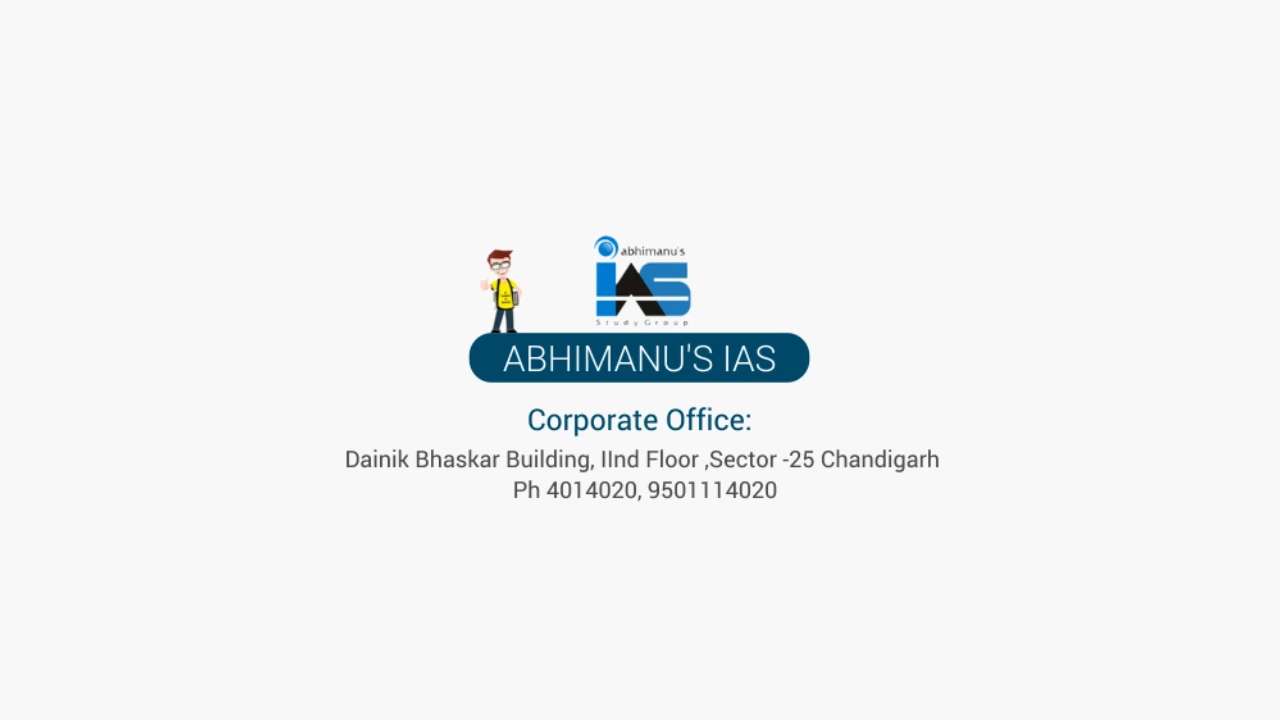 abhimanu's
iAS
Study Group
ABHIMANU'S IAS
Corporate Office:
Dainik Bhaskar Building, IInd Floor ,Sector -25 Chandigarh
Ph 4014020, 9501114020